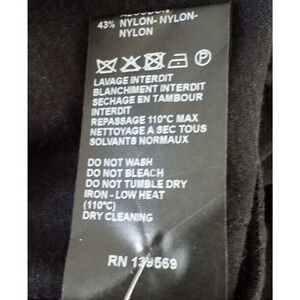 43% NYLON- NYLON-
NYLON
LAVAGE INTERDIT
BLANCHIMENT INTERDIT
SECHAGE EN TAMBOUR
INTERDIT
REPASSAGE 110°C MAX
NETTOYAGE A SEC TOUS
SOLVANTS NORMAUX
DO NOT WASH
DO NOT BLEACH
DO NOT TUMBLE DRY
IRON - LOW HEAT
(110°C)
DRY CLEANING
RN 139569